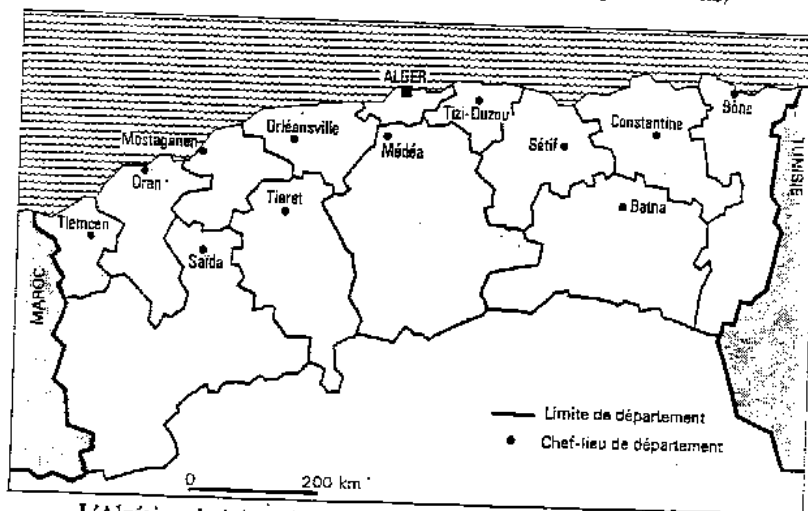 ALGER
Tizi-Ouzou
Bône
Mostaganem
Orléansville
Médéa
Sétif
Constantine
Oran
Tlemcen
Tiaret
Saïda
Batna
MAROC
TUNISIE
Limite de département
Chef-lieu de département
0 200 km